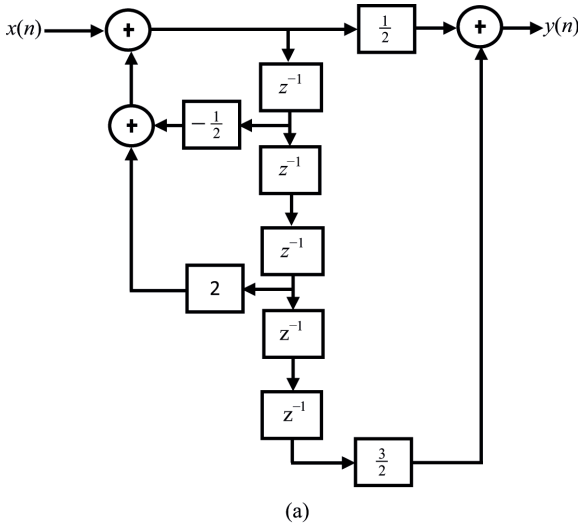 x(n) + 1/2 + y(n)
z⁻¹
+ −1/2
z⁻¹
z⁻¹
2
z⁻¹
z⁻¹
3/2
(a)